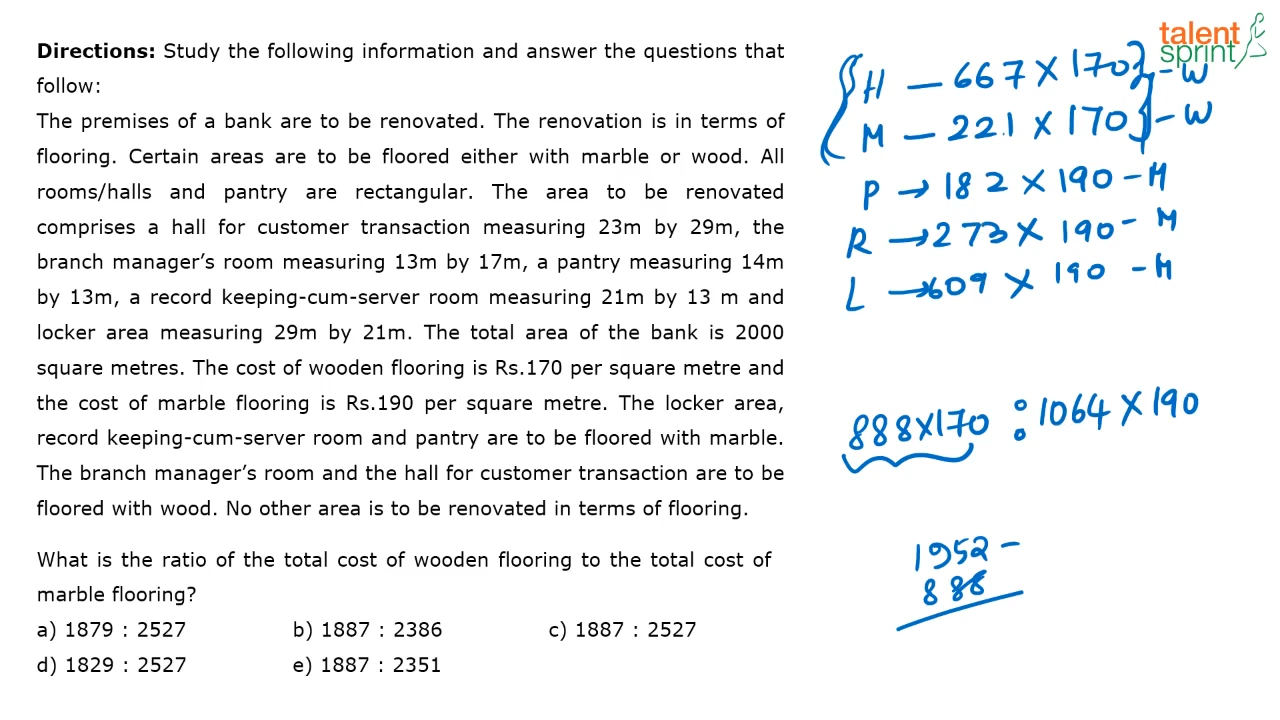 talent
sprint
Directions: Study the following information and answer the questions that
follow:
The premises of a bank are to be renovated. The renovation is in terms of
flooring. Certain areas are to be floored either with marble or wood. All
rooms/halls and pantry are rectangular. The area to be renovated
comprises a hall for customer transaction measuring 23m by 29m, the
branch manager’s room measuring 13m by 17m, a pantry measuring 14m
by 13m, a record keeping-cum-server room measuring 21m by 13 m and
locker area measuring 29m by 21m. The total area of the bank is 2000
square metres. The cost of wooden flooring is Rs.170 per square metre and
the cost of marble flooring is Rs.190 per square metre. The locker area,
record keeping-cum-server room and pantry are to be floored with marble.
The branch manager’s room and the hall for customer transaction are to be
floored with wood. No other area is to be renovated in terms of flooring.
What is the ratio of the total cost of wooden flooring to the total cost of
marble flooring?
a) 1879 : 2527 b) 1887 : 2386 c) 1887 : 2527
d) 1829 : 2527 e) 1887 : 2351
{ H — 667 X 170} - W
M — 221 X 170} - W
P → 182 X 190 - M
R → 273 X 190 - M
L → 609 X 190 - M
888X170 : 1064 X 190
1952 -
888